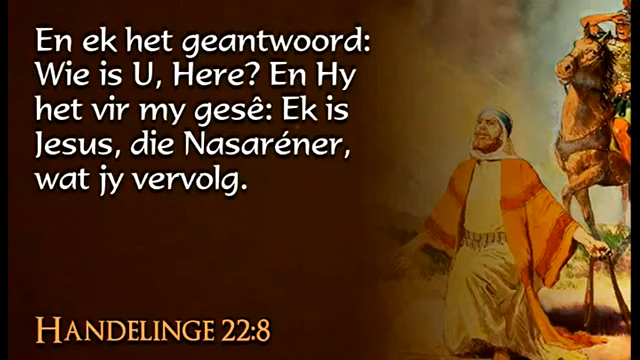 En ek het geantwoord:
Wie is U, Here? En Hy
het vir my gesê: Ek is
Jesus, die Nasaréner,
wat jy vervolg.
HANDELINGE 22:8